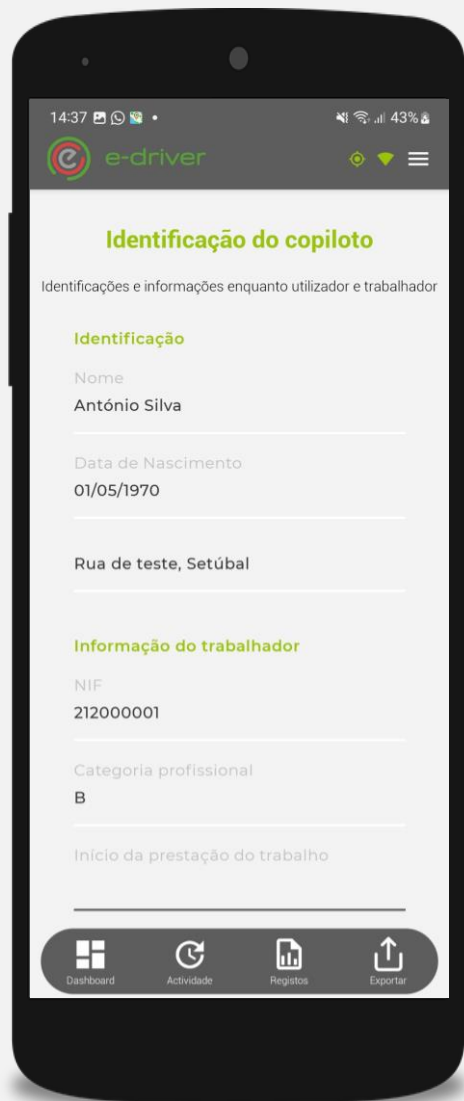 14:37
43%
e e-driver
Identificação do copiloto
Identificações e informações enquanto utilizador e trabalhador
Identificação
Nome
António Silva
Data de Nascimento
01/05/1970
Rua de teste, Setúbal
Informação do trabalhador
NIF
212000001
Categoria profissional
B
Início da prestação do trabalho
Dashboard
Actividade
Registos
Exportar